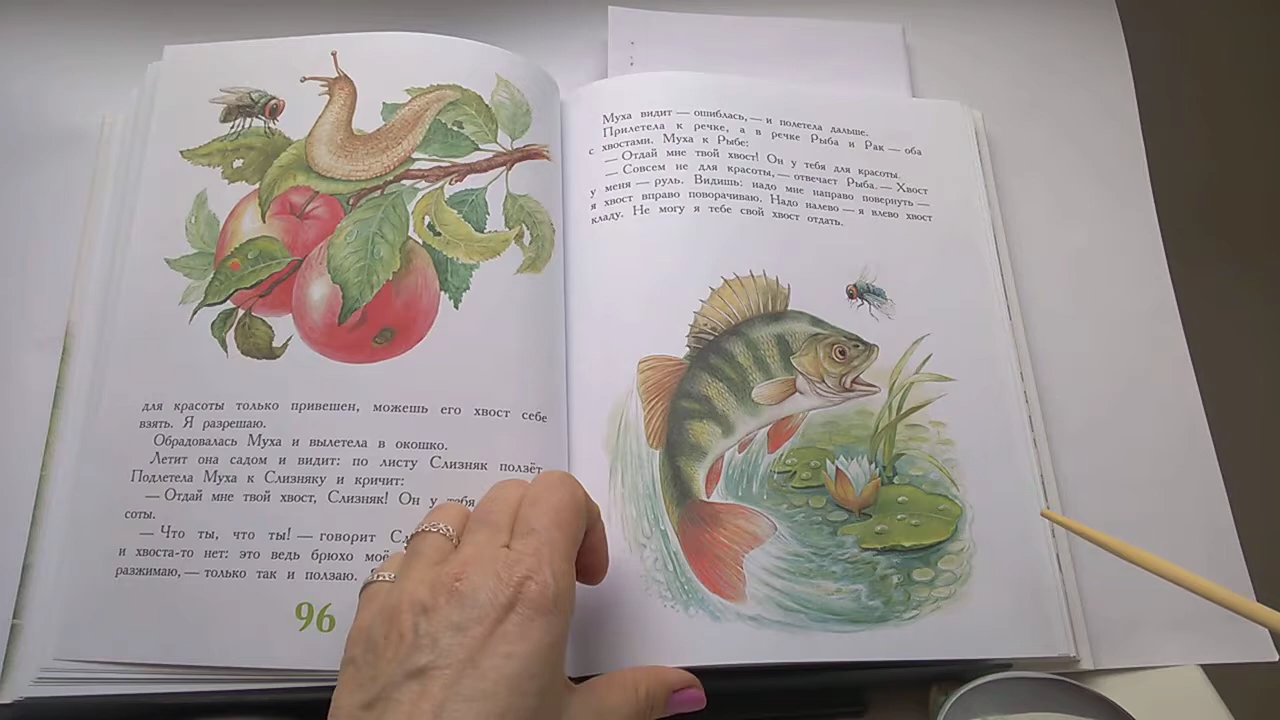 для красоты только привешен, можешь его хвост себе
взять. Я разрешаю.
Обрадовалась Муха и вылетела в окошко.
Летит она садом и видит: по листу Слизняк ползёт.
Подлетела Муха к Слизняку и кричит:
— Отдай мне твой хвост, Слизняк! Он у тебя
соты.
— Что ты, что ты! — говорит
и хвоста-то нет: это ведь брюхо моё
разжимаю, — только так и ползаю.
96
Муха видит — ошиблась, — и полетела дальше.
Прилетела к речке, а в речке Рыба и Рак — оба
с хвостами. Муха к Рыбе:
— Отдай мне твой хвост! Он у тебя для красоты.
— Совсем не для красоты, — отвечает Рыба. — Хвост
у меня — руль. Видишь: надо мне направо повернуть —
я хвост вправо поворачиваю. Надо налево — я влево хвост
кладу. Не могу я тебе свой хвост отдать.